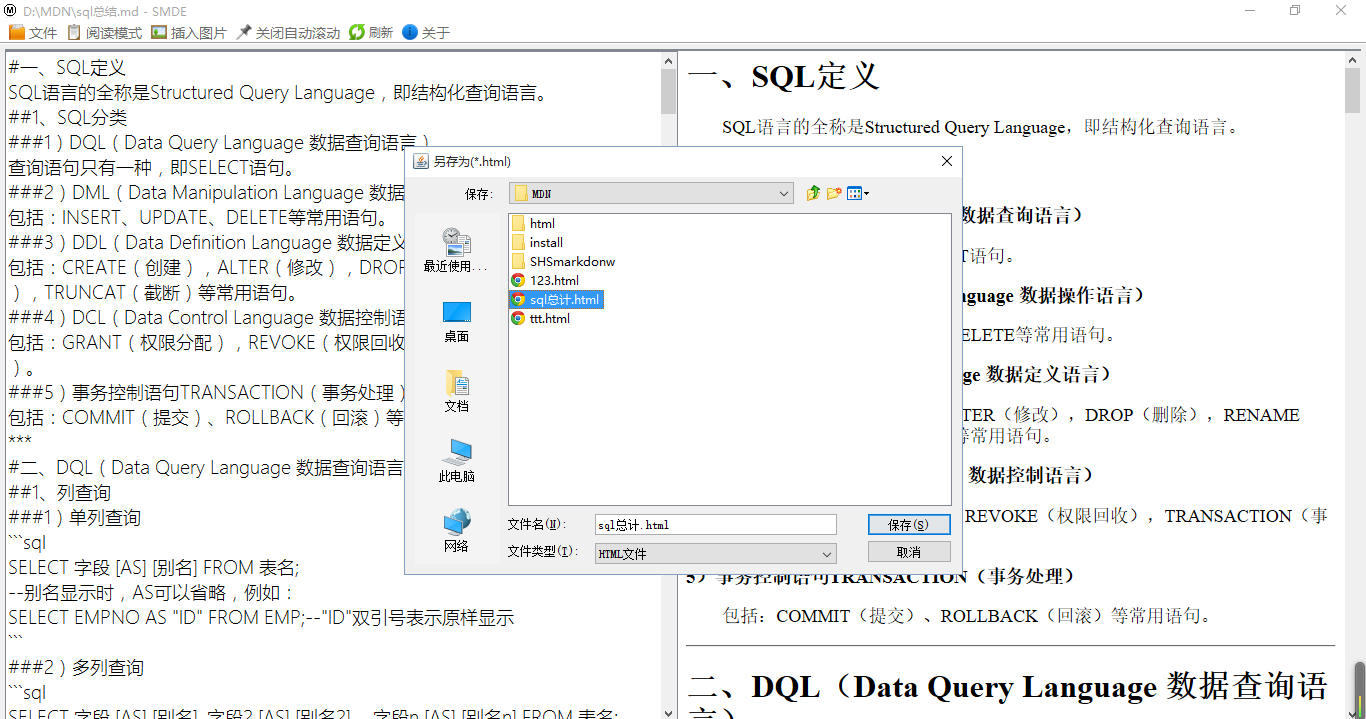 D:\MDN\sql总结.md - SMDE
文件 阅读模式 插入图片 关闭自动滚动 刷新 关于
#一、SQL定义
SQL语言的全称是Structured Query Language，即结构化查询语言。
##1、SQL分类
###1）DQL（Data Query Language 数据查询语言）
查询语句只有一种，即SELECT语句。
###2）DML（Data Manipulation Language 数据
包括：INSERT、UPDATE、DELETE等常用语句。
###3）DDL（Data Definition Language 数据定义
包括：CREATE（创建），ALTER（修改），DROP
），TRUNCAT（截断）等常用语句。
###4）DCL（Data Control Language 数据控制语
包括：GRANT（权限分配），REVOKE（权限回收
）。
###5）事务控制语句TRANSACTION（事务处理）
包括：COMMIT（提交）、ROLLBACK（回滚）等
***
#二、DQL（Data Query Language 数据查询语言
##1、列查询
###1）单列查询
```sql
SELECT 字段 [AS] [别名] FROM 表名;
--别名显示时，AS可以省略，例如：
SELECT EMPNO AS "ID" FROM EMP;--"ID"双引号表示原样显示
```
###2）多列查询
```sql
SELECT 字段 [AS] [别名], 字段2 [AS] [别名2]... 字段n [AS] [别名n] FROM 表名;
另存为(*.html)
保存: MDN
最近使用...
桌面
文档
此电脑
网络
html
install
SHSmarkdonw
123.html
sql总计.html
ttt.html
文件名(N): sql总计.html 保存(S)
文件类型(T): HTML文件 取消
一、SQL定义
SQL语言的全称是Structured Query Language，即结构化查询语言。
数据查询语言）
T语句。
nguage 数据操作语言）
ELETE等常用语句。
ge 数据定义语言）
TER（修改），DROP（删除），RENAME
等常用语句。
数据控制语言）
REVOKE（权限回收），TRANSACTION（事
5）事务控制语句TRANSACTION（事务处理）
包括：COMMIT（提交）、ROLLBACK（回滚）等常用语句。
二、DQL（Data Query Language 数据查询语
言）